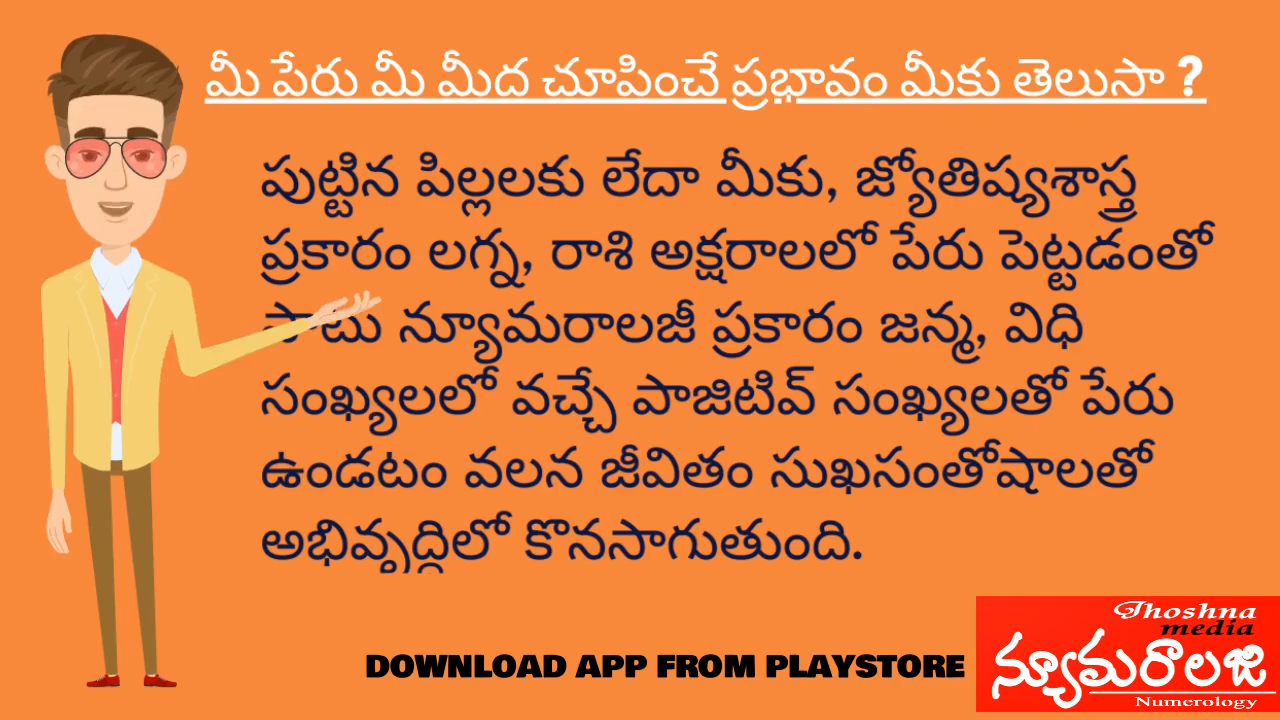 మీ పేరు మీ మీద చూపించే ప్రభావం మీకు తెలుసా ?
పుట్టిన పిల్లలకు లేదా మీకు, జ్యోతిష్యశాస్త్ర
ప్రకారం లగ్న, రాశి అక్షరాలలో పేరు పెట్టడంతో
పాటు న్యూమరాలజీ ప్రకారం జన్మ, విధి
సంఖ్యలలో వచ్చే పాజిటివ్ సంఖ్యలతో పేరు
ఉండటం వలన జీవితం సుఖసంతోషాలతో
అభివృద్ధిలో కొనసాగుతుంది.
Jhoshna
media
న్యూమరాలజి
Numerology
DOWNLOAD APP FROM PLAYSTORE